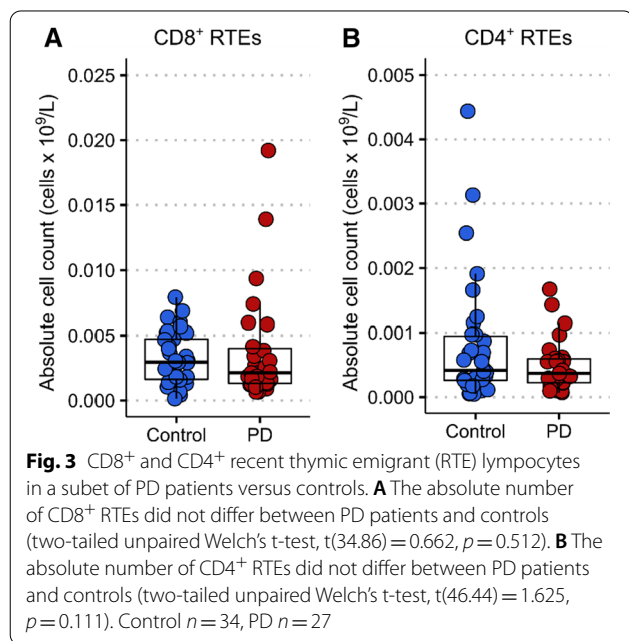 A CD8⁺ RTEs
B CD4⁺ RTEs
Absolute cell count (cells x 10⁹/L)
0.025
0.020
0.015
0.010
0.005
0.000
Control PD
Absolute cell count (cells x 10⁹/L)
0.005
0.004
0.003
0.002
0.001
0.000
Control PD
Fig. 3 CD8⁺ and CD4⁺ recent thymic emigrant (RTE) lympocytes
in a subet of PD patients versus controls. A The absolute number
of CD8⁺ RTEs did not differ between PD patients and controls
(two-tailed unpaired Welch's t-test, t(34.86) = 0.662, p = 0.512). B The
absolute number of CD4⁺ RTEs did not differ between PD patients
and controls (two-tailed unpaired Welch's t-test, t(46.44) = 1.625,
p = 0.111). Control n = 34, PD n = 27